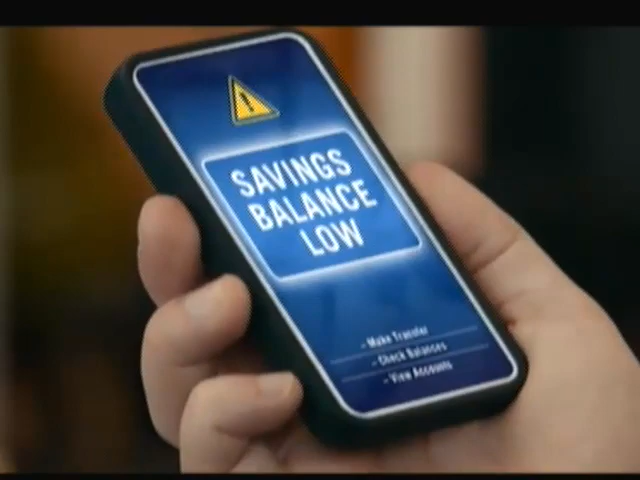 !
SAVINGS
BALANCE
LOW
- Make Transfer
- Check Balances
- View Accounts